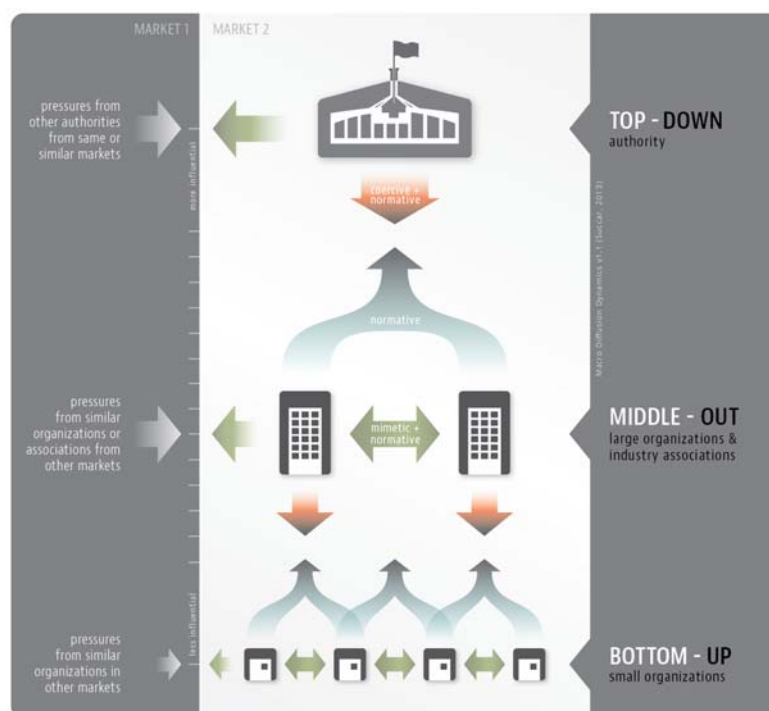 MARKET 1
MARKET 2
pressures from
other authorities
from same or
similar markets
more influential
TOP - DOWN
authority
coercive +
normative
Macro Diffusion Dynamics v1.1 (Succar, 2013)
normative
pressures
from similar
organizations or
associations from
other markets
mimetic +
normative
MIDDLE - OUT
large organizations &
industry associations
less influential
pressures
from similar
organizations in
other markets
BOTTOM - UP
small organizations